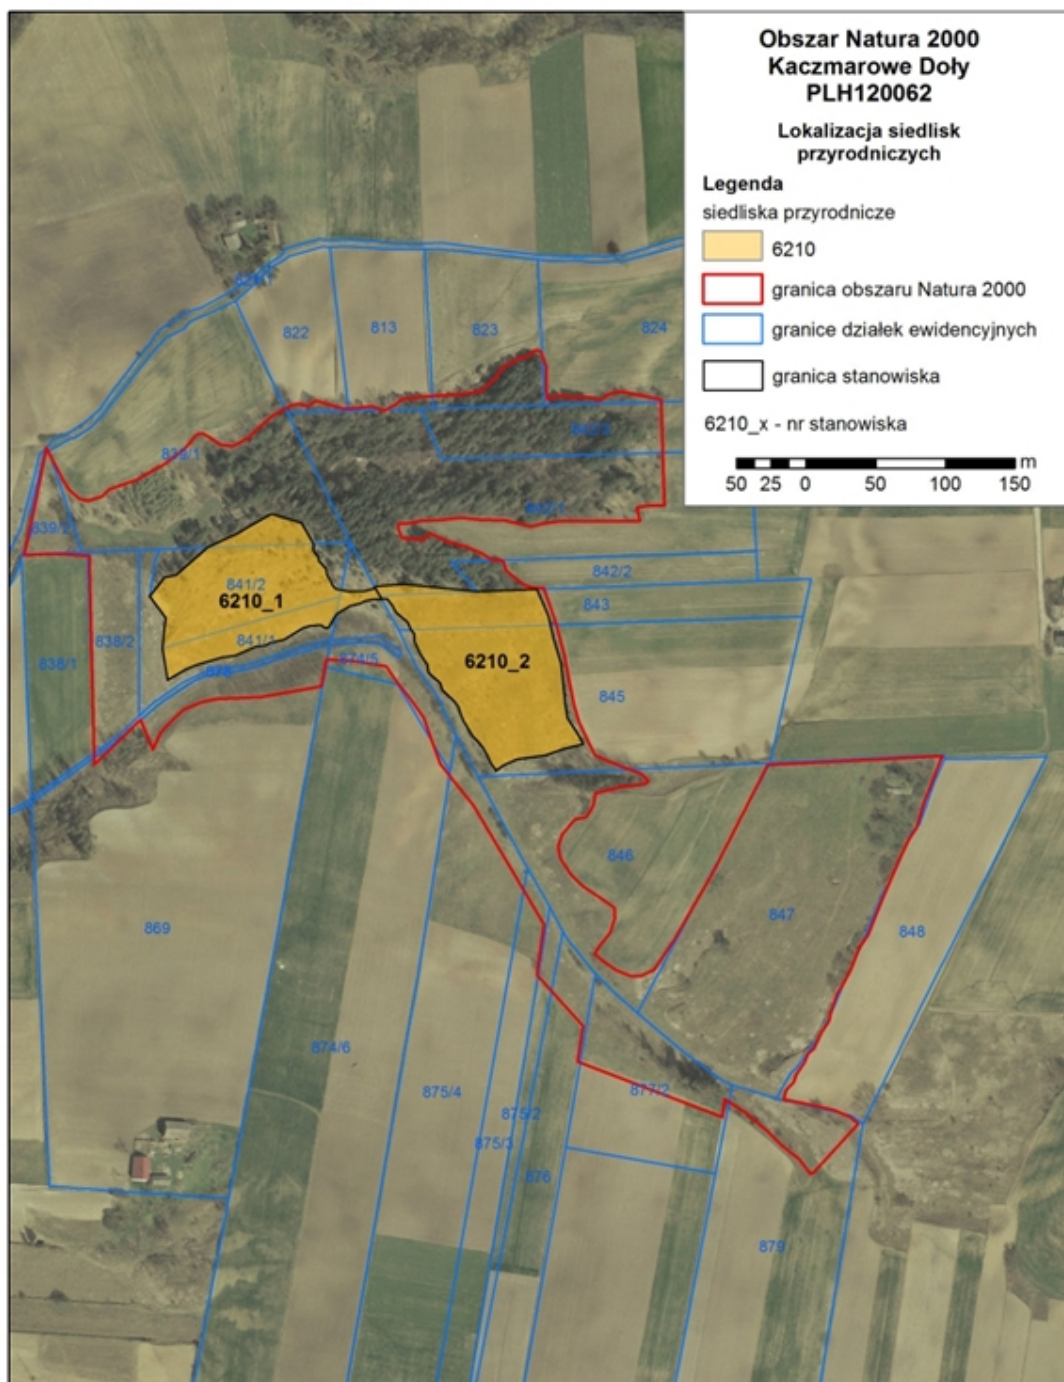 Obszar Natura 2000
Kaczmarowe Doły
PLH120062
Lokalizacja siedlisk
przyrodniczych
Legenda
siedliska przyrodnicze
6210
granica obszaru Natura 2000
granice działek ewidencyjnych
granica stanowiska
6210_x - nr stanowiska
m
50 25 0 50 100 150
822
813
823
824
839/1
842/2
841/2
6210_1
843
841/1
838/2
838/1
874/5
878
6210_2
845
846
847
848
869
874/6
875/4
877/2
875/2
875/3
876
879